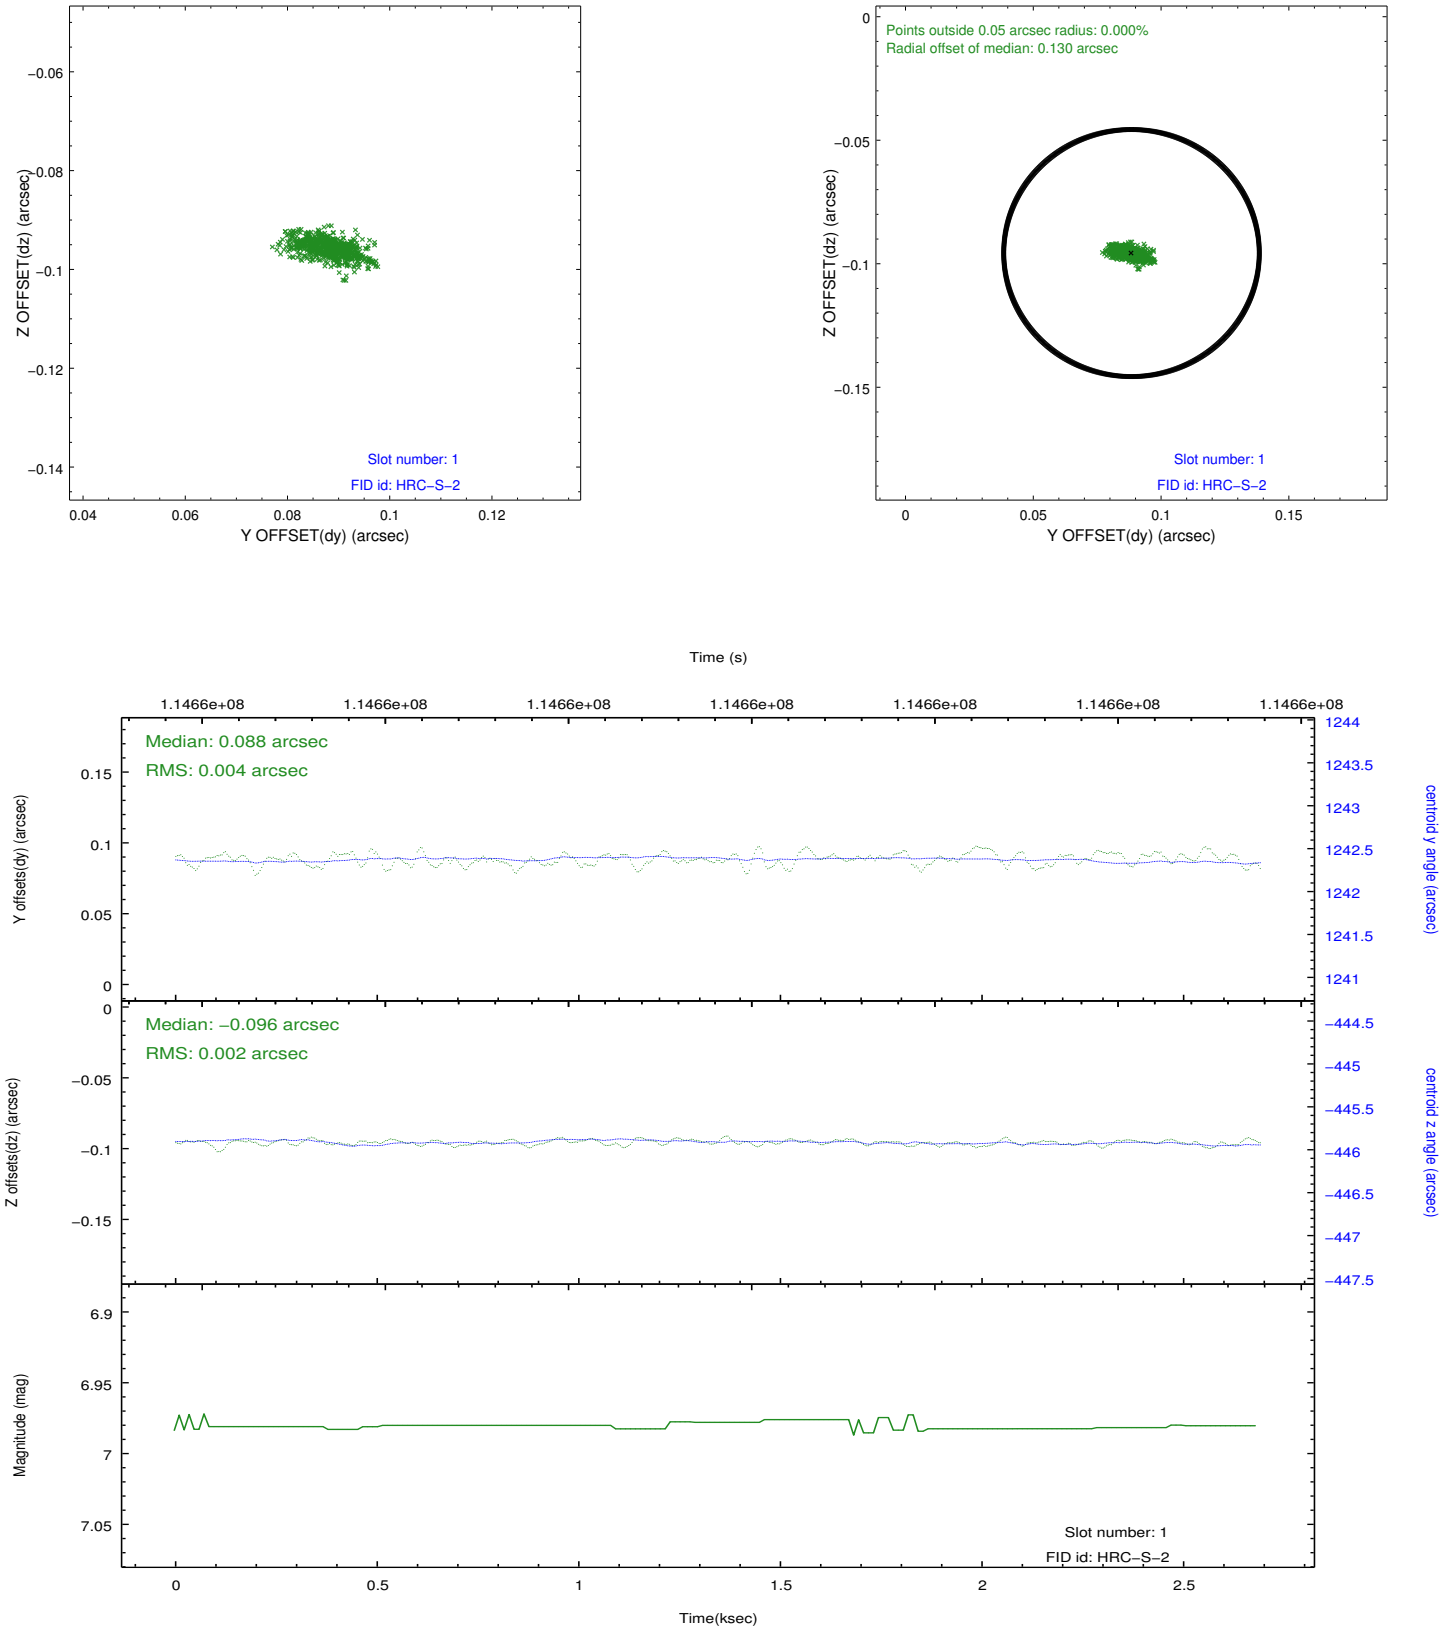 −0.06
−0.08
−0.1
−0.12
−0.14
Z OFFSET(dz) (arcsec)
Slot number: 1
FID id: HRC−S−2
0.04 0.06 0.08 0.1 0.12
Y OFFSET(dy) (arcsec)
Points outside 0.05 arcsec radius: 0.000%
Radial offset of median: 0.130 arcsec
0
−0.05
−0.1
−0.15
Z OFFSET(dz) (arcsec)
Slot number: 1
FID id: HRC−S−2
0 0.05 0.1 0.15
Y OFFSET(dy) (arcsec)
Time (s)
1.1466e+08 1.1466e+08 1.1466e+08 1.1466e+08 1.1466e+08 1.1466e+08 1.1466e+08
Median: 0.088 arcsec
RMS: 0.004 arcsec
0.15
0.1
0.05
0
Y offsets(dy) (arcsec)
1244
1243.5
1243
1242.5
1242
1241.5
1241
centroid y angle (arcsec)
Median: −0.096 arcsec
RMS: 0.002 arcsec
0
−0.05
−0.1
−0.15
Z offsets(dz) (arcsec)
−444.5
−445
−445.5
−446
−446.5
−447
−447.5
centroid z angle (arcsec)
6.9
6.95
7
7.05
Magnitude (mag)
Slot number: 1
FID id: HRC−S−2
0 0.5 1 1.5 2 2.5
Time(ksec)